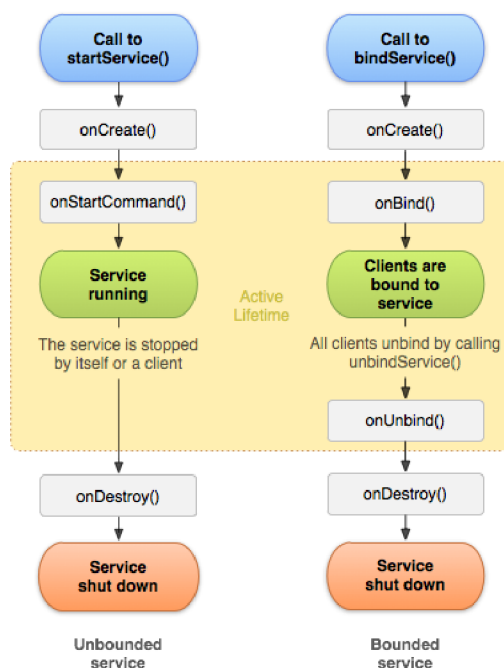 Call to
startService()
onCreate()
onStartCommand()
Service
running
The service is stopped
by itself or a client
onDestroy()
Service
shut down
Unbounded
service
Active
Lifetime
Call to
bindService()
onCreate()
onBind()
Clients are
bound to
service
All clients unbind by calling
unbindService()
onUnbind()
onDestroy()
Service
shut down
Bounded
service